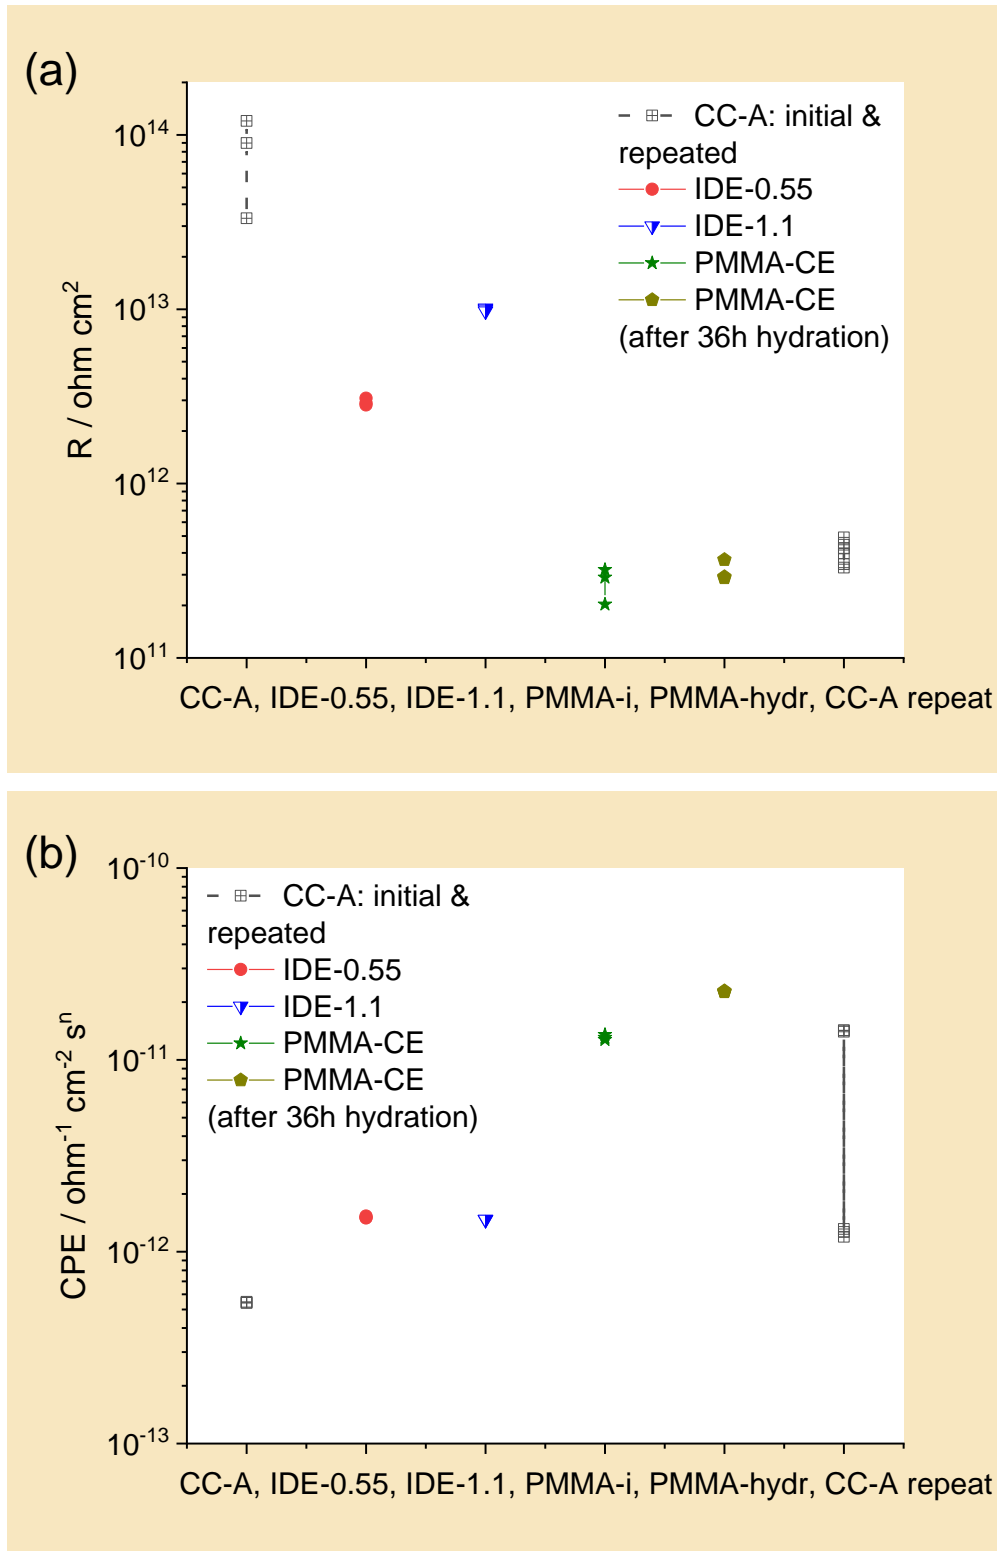 (a)
10^14
10^13
10^12
10^11
R / ohm cm^2
CC-A: initial &
repeated
IDE-0.55
IDE-1.1
PMMA-CE
PMMA-CE
(after 36h hydration)
CC-A, IDE-0.55, IDE-1.1, PMMA-i, PMMA-hydr, CC-A repeat
(b)
10^-10
10^-11
10^-12
10^-13
CPE / ohm^-1 cm^-2 s^n
CC-A: initial &
repeated
IDE-0.55
IDE-1.1
PMMA-CE
PMMA-CE
(after 36h hydration)
CC-A, IDE-0.55, IDE-1.1, PMMA-i, PMMA-hydr, CC-A repeat